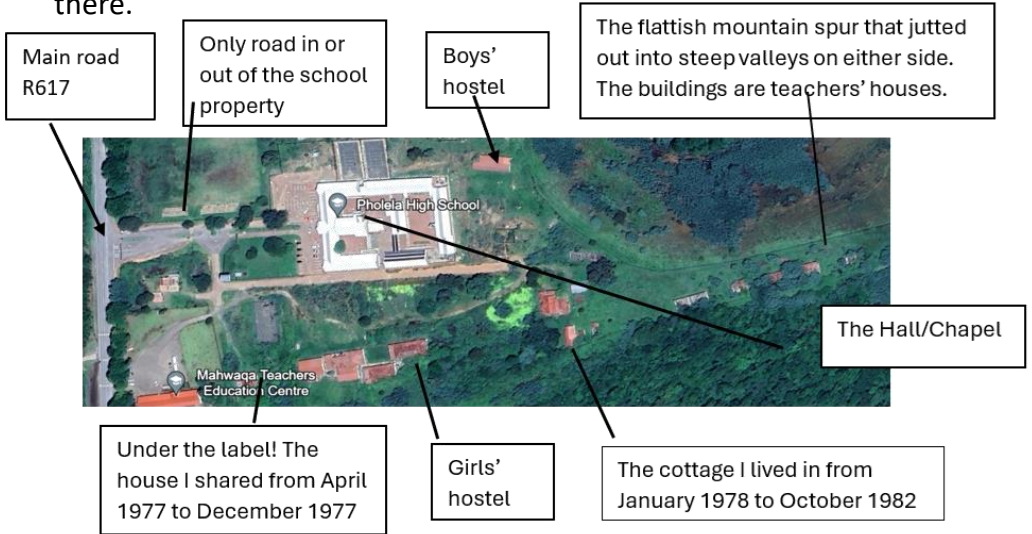 there.
Main road
R617
Only road in or
out of the school
property
Boys’
hostel
The flattish mountain spur that jutted
out into steep valleys on either side.
The buildings are teachers’ houses.
Pholela High School
The Hall/Chapel
Mahwaqa Teachers
Education Centre
Under the label! The
house I shared from April
1977 to December 1977
Girls’
hostel
The cottage I lived in from
January 1978 to October 1982